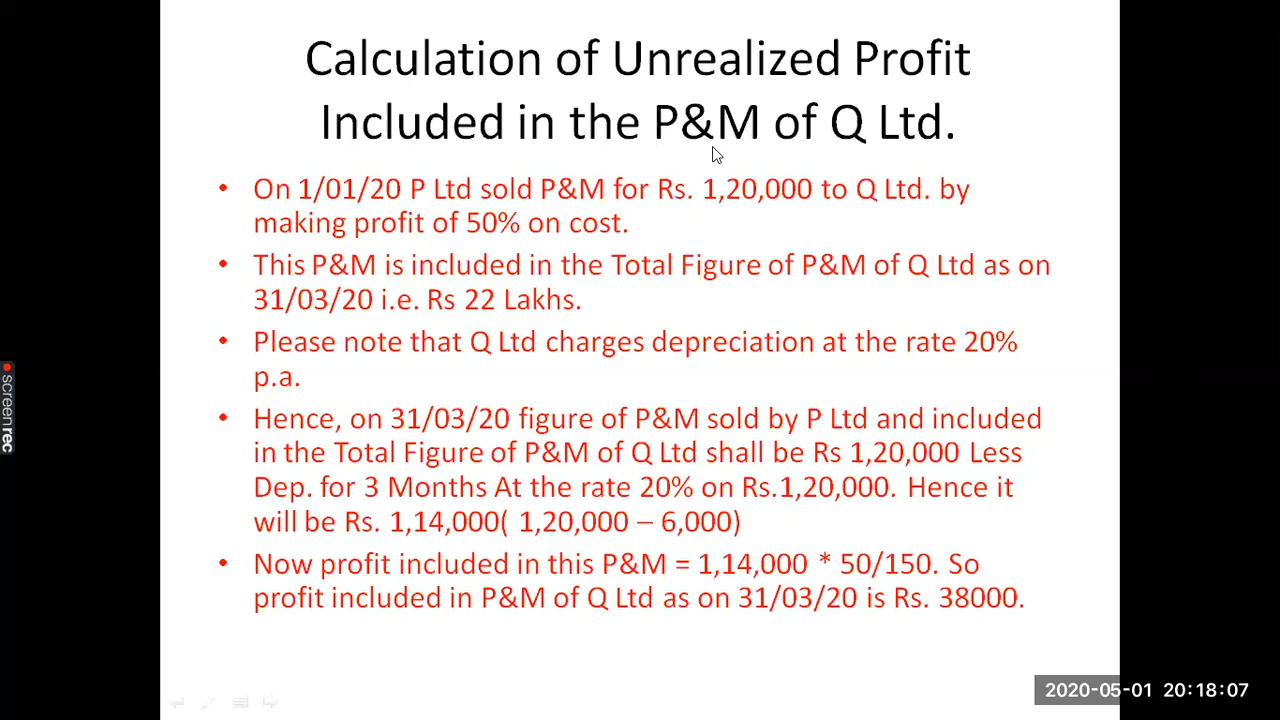 Calculation of Unrealized Profit
Included in the P&M of Q Ltd.
• On 1/01/20 P Ltd sold P&M for Rs. 1,20,000 to Q Ltd. by
making profit of 50% on cost.
• This P&M is included in the Total Figure of P&M of Q Ltd as on
31/03/20 i.e. Rs 22 Lakhs.
• Please note that Q Ltd charges depreciation at the rate 20%
p.a.
• Hence, on 31/03/20 figure of P&M sold by P Ltd and included
in the Total Figure of P&M of Q Ltd shall be Rs 1,20,000 Less
Dep. for 3 Months At the rate 20% on Rs.1,20,000. Hence it
will be Rs. 1,14,000( 1,20,000 – 6,000)
• Now profit included in this P&M = 1,14,000 * 50/150. So
profit included in P&M of Q Ltd as on 31/03/20 is Rs. 38000.
screenrec
2020-05-01 20:18:07